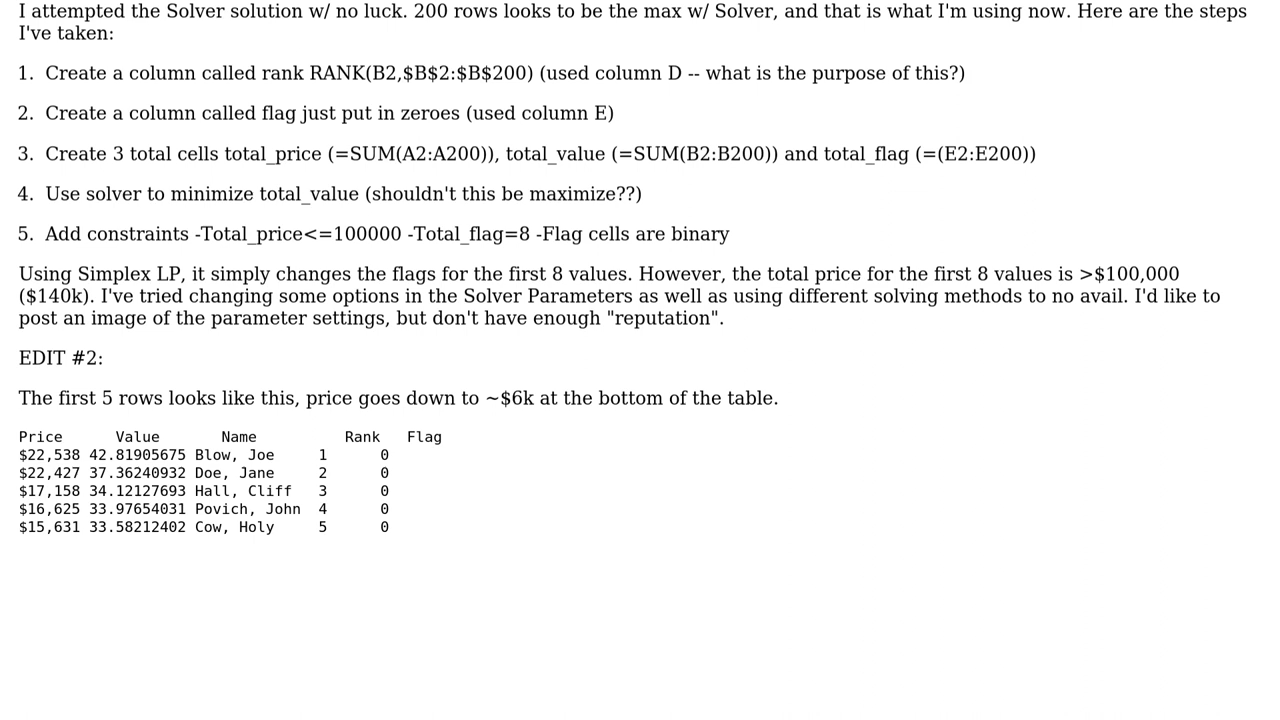 I attempted the Solver solution w/ no luck. 200 rows looks to be the max w/ Solver, and that is what I'm using now. Here are the steps
I've taken:
1. Create a column called rank RANK(B2,$B$2:$B$200) (used column D -- what is the purpose of this?)
2. Create a column called flag just put in zeroes (used column E)
3. Create 3 total cells total_price (=SUM(A2:A200)), total_value (=SUM(B2:B200)) and total_flag (=(E2:E200))
4. Use solver to minimize total_value (shouldn't this be maximize??)
5. Add constraints -Total_price<=100000 -Total_flag=8 -Flag cells are binary
Using Simplex LP, it simply changes the flags for the first 8 values. However, the total price for the first 8 values is >$100,000
($140k). I've tried changing some options in the Solver Parameters as well as using different solving methods to no avail. I'd like to
post an image of the parameter settings, but don't have enough "reputation".
EDIT #2:
The first 5 rows looks like this, price goes down to ~$6k at the bottom of the table.
Price      Value       Name          Rank   Flag
$22,538 42.81905675 Blow, Joe     1      0
$22,427 37.36240932 Doe, Jane     2      0
$17,158 34.12127693 Hall, Cliff   3      0
$16,625 33.97654031 Povich, John  4      0
$15,631 33.58212402 Cow, Holy     5      0